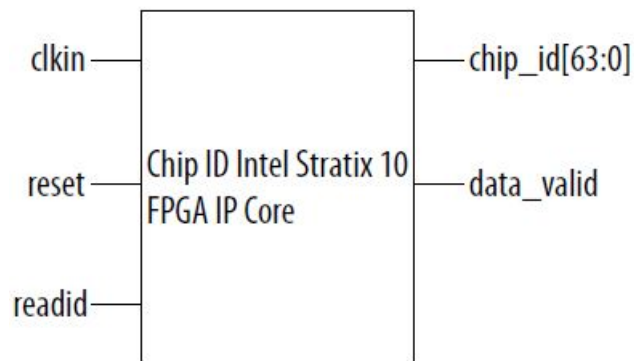 clkin
chip_id[63:0]
Chip ID Intel Stratix 10
FPGA IP Core
reset
data_valid
readid